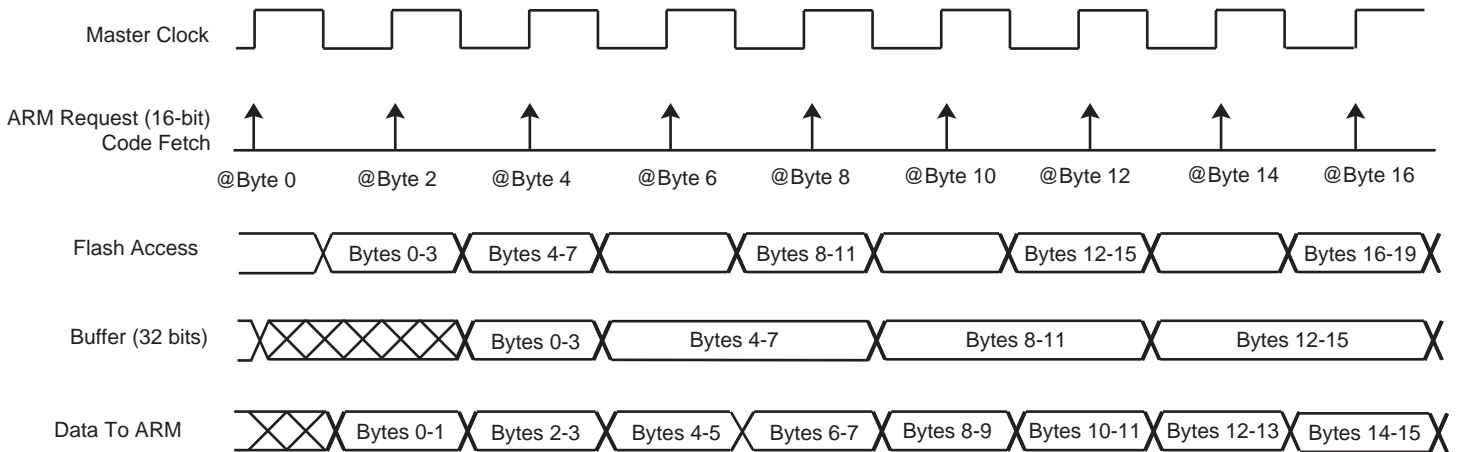 Master Clock
ARM Request (16-bit)
Code Fetch
@Byte 0 @Byte 2 @Byte 4 @Byte 6 @Byte 8 @Byte 10 @Byte 12 @Byte 14 @Byte 16
Flash Access Bytes 0-3 Bytes 4-7 Bytes 8-11 Bytes 12-15 Bytes 16-19
Buffer (32 bits) Bytes 0-3 Bytes 4-7 Bytes 8-11 Bytes 12-15
Data To ARM Bytes 0-1 Bytes 2-3 Bytes 4-5 Bytes 6-7 Bytes 8-9 Bytes 10-11 Bytes 12-13 Bytes 14-15